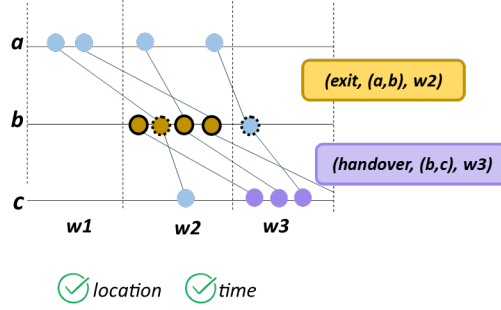 a
(exit, (a,b), w2)
b
(handover, (b,c), w3)
c
w1 w2 w3
location time